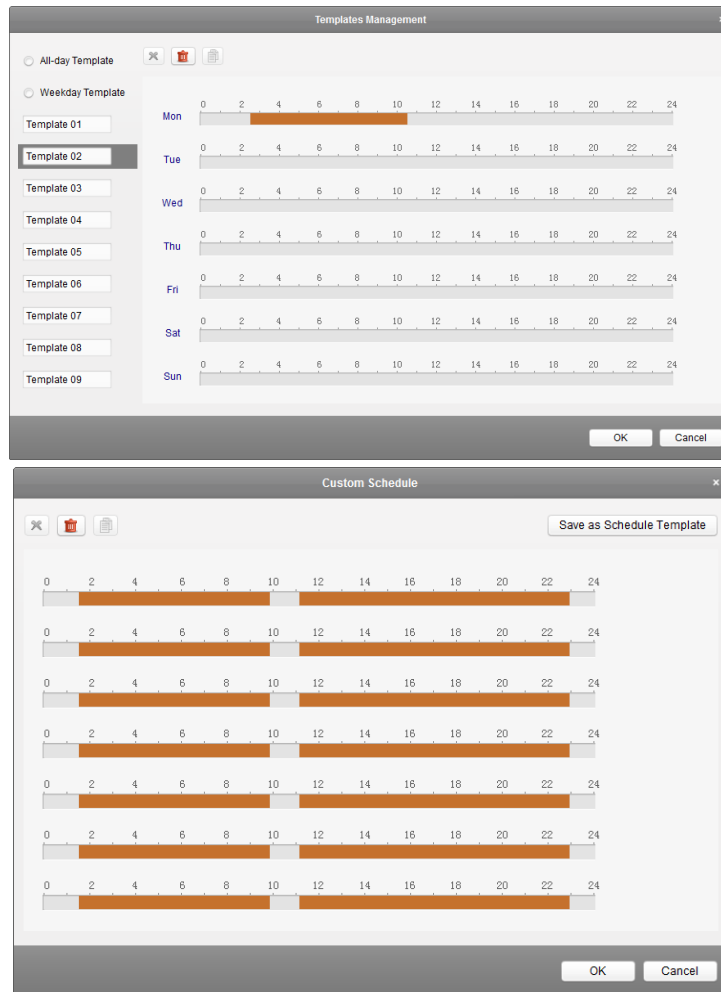 Templates Management
All-day Template
Weekday Template
Template 01
Template 02
Template 03
Template 04
Template 05
Template 06
Template 07
Template 08
Template 09
Mon 0 2 4 6 8 10 12 14 16 18 20 22 24
Tue 0 2 4 6 8 10 12 14 16 18 20 22 24
Wed 0 2 4 6 8 10 12 14 16 18 20 22 24
Thu 0 2 4 6 8 10 12 14 16 18 20 22 24
Fri 0 2 4 6 8 10 12 14 16 18 20 22 24
Sat 0 2 4 6 8 10 12 14 16 18 20 22 24
Sun 0 2 4 6 8 10 12 14 16 18 20 22 24
OK Cancel
Custom Schedule
Save as Schedule Template
0 2 4 6 8 10 12 14 16 18 20 22 24
0 2 4 6 8 10 12 14 16 18 20 22 24
0 2 4 6 8 10 12 14 16 18 20 22 24
0 2 4 6 8 10 12 14 16 18 20 22 24
0 2 4 6 8 10 12 14 16 18 20 22 24
0 2 4 6 8 10 12 14 16 18 20 22 24
0 2 4 6 8 10 12 14 16 18 20 22 24
OK Cancel